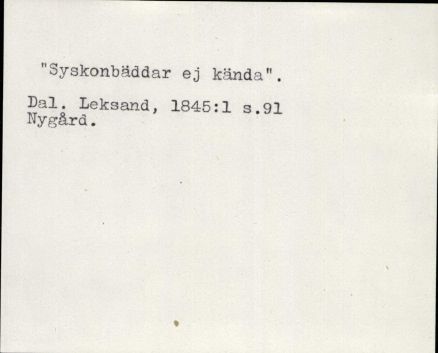 "Syskonbäddar ej kända".
Dal. Leksand, 1845:1 s.91
Nygård.